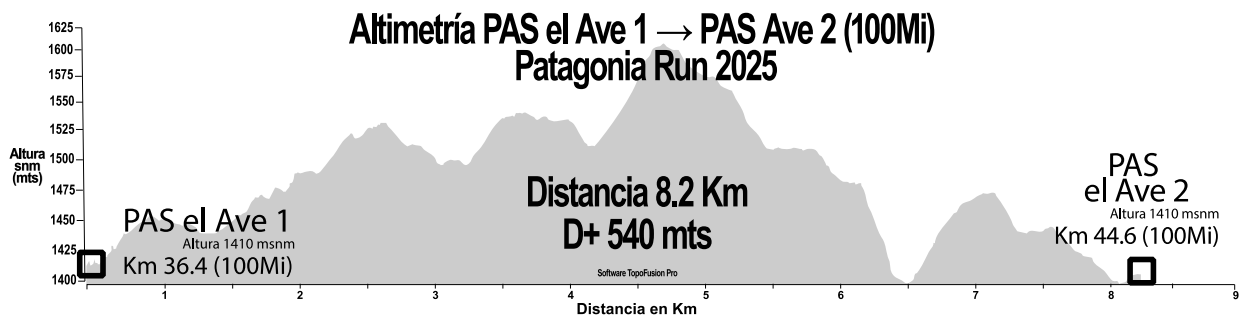 Altimetría PAS el Ave 1 → PAS Ave 2 (100Mi)
Patagonia Run 2025
1625
1600
1575
1550
1525
1500
1475
1450
1425
1400
Altura
snm
(mts)
PAS el Ave 1
Altura 1410 msnm
Km 36.4 (100Mi)
Distancia 8.2 Km
D+ 540 mts
Software TopoFusion Pro
PAS
el Ave 2
Altura 1410 msnm
Km 44.6 (100Mi)
1 2 3 4 5 6 7 8 9
Distancia en Km